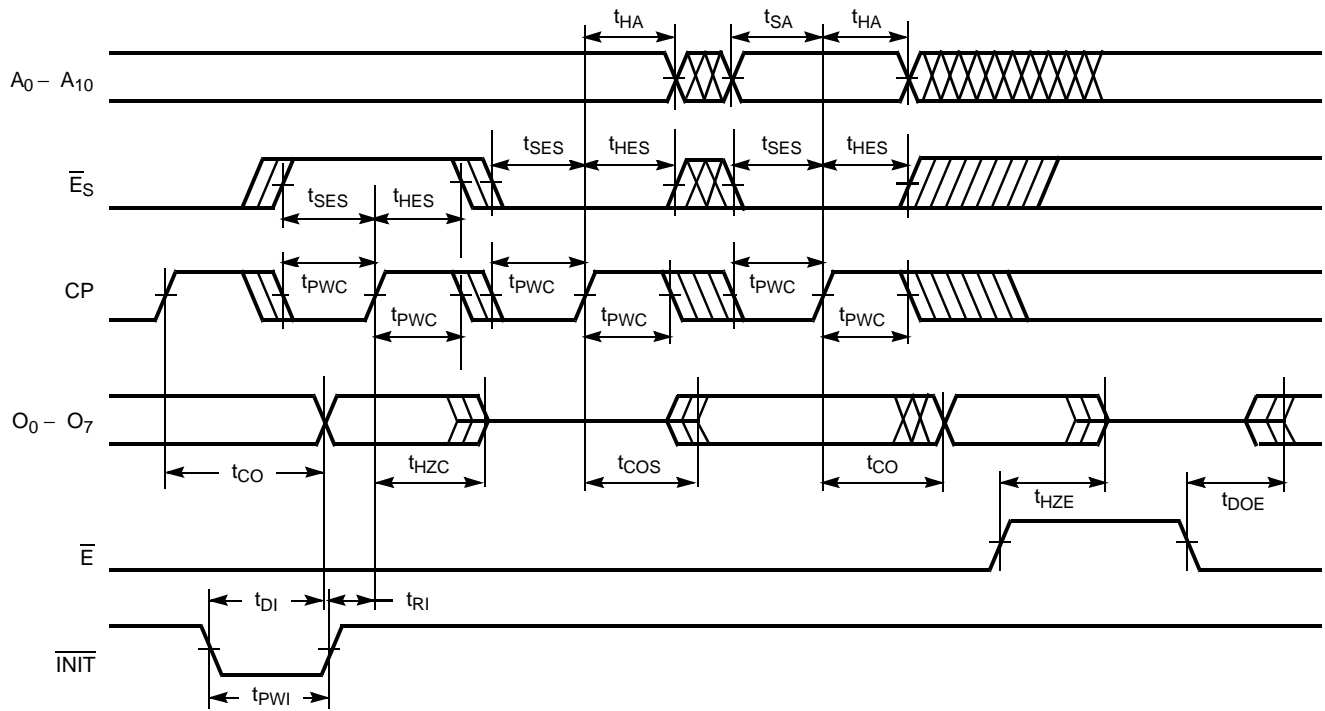 tHA tSA tHA
A0 – A10
tSES tHES tSES tHES
ES
tSES tHES
CP
tPWC tPWC tPWC
tPWC tPWC tPWC
O0 – O7
tCO tHZC tCOS tCO tHZE tDOE
E
tDI tRI
INIT
tPWI